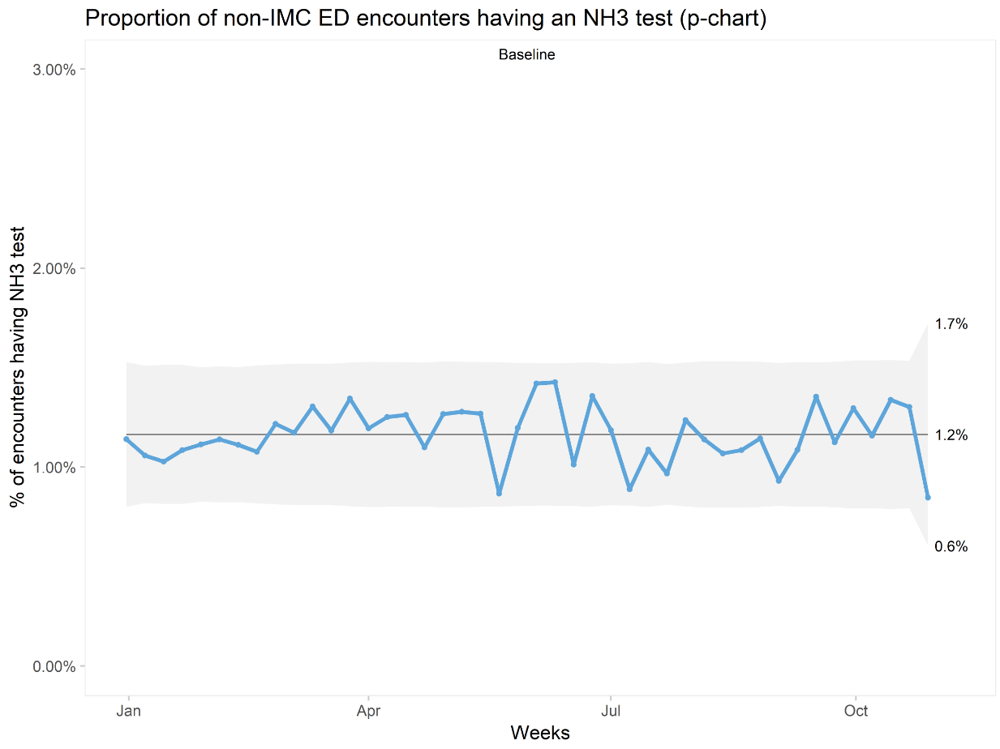 Proportion of non-IMC ED encounters having an NH3 test (p-chart)
Baseline
3.00%
2.00%
1.00%
0.00%
% of encounters having NH3 test
1.7%
1.2%
0.6%
Jan
Apr
Jul
Oct
Weeks